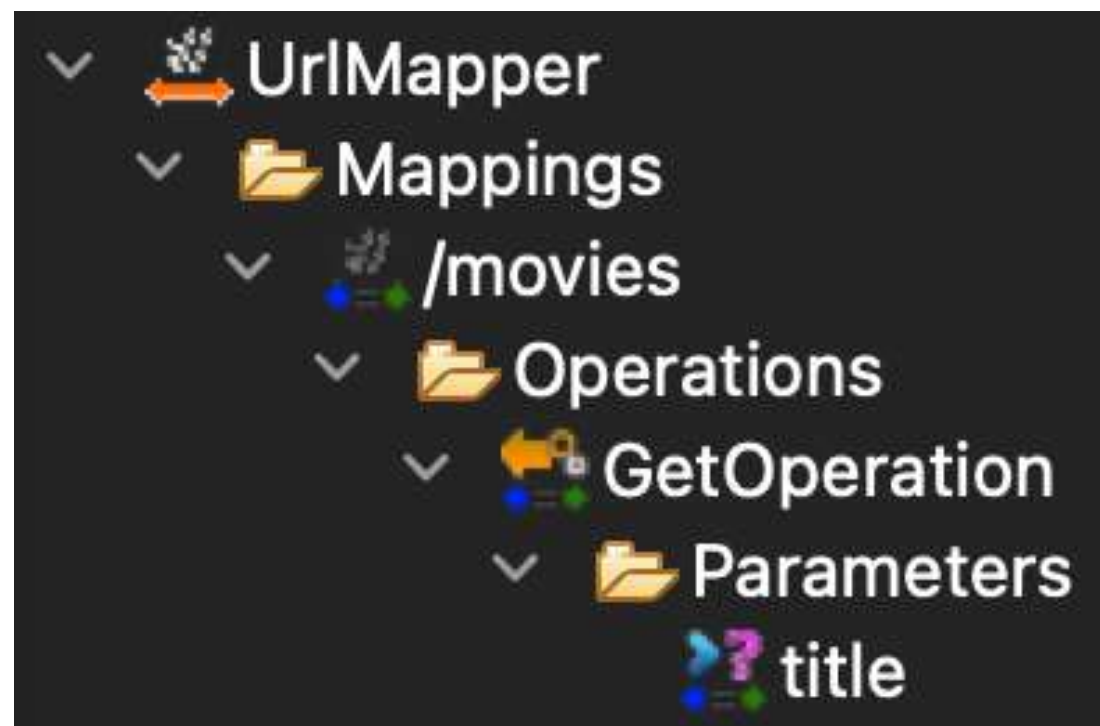 UrlMapper
Mappings
/movies
Operations
GetOperation
Parameters
title